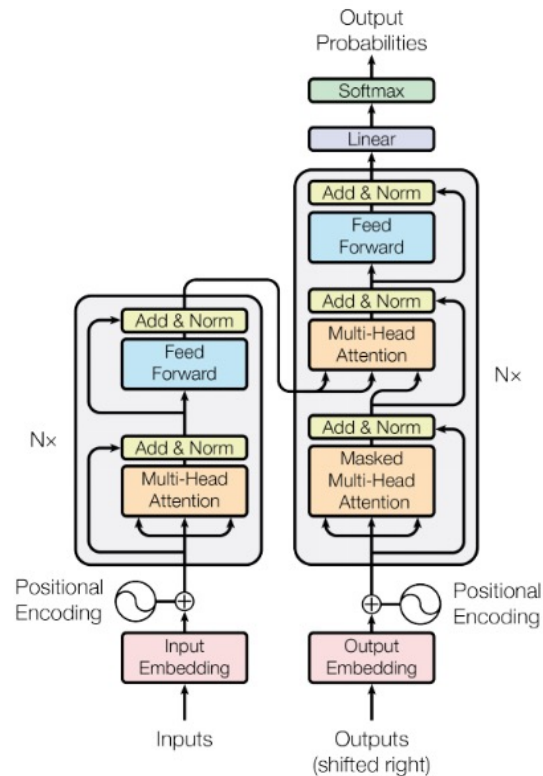 Output
Probabilities
Softmax
Linear
Add & Norm
Feed
Forward
Add & Norm
Multi-Head
Attention
Add & Norm
Masked
Multi-Head
Attention
N×
Add & Norm
Feed
Forward
Add & Norm
Multi-Head
Attention
N×
Positional
Encoding
Positional
Encoding
Input
Embedding
Output
Embedding
Inputs
Outputs
(shifted right)